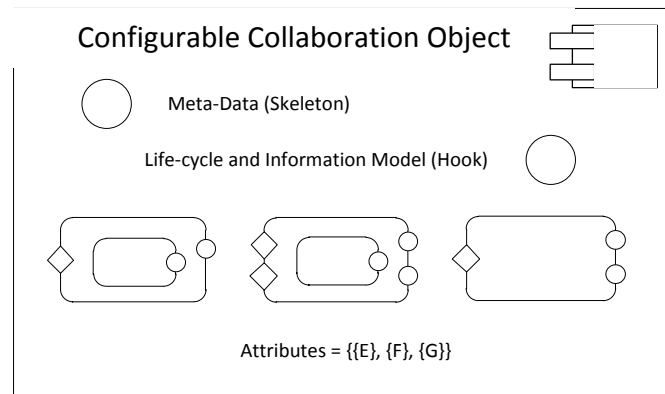 Configurable Collaboration Object
Meta-Data (Skeleton)
Life-cycle and Information Model (Hook)
Attributes = {{E}, {F}, {G}}